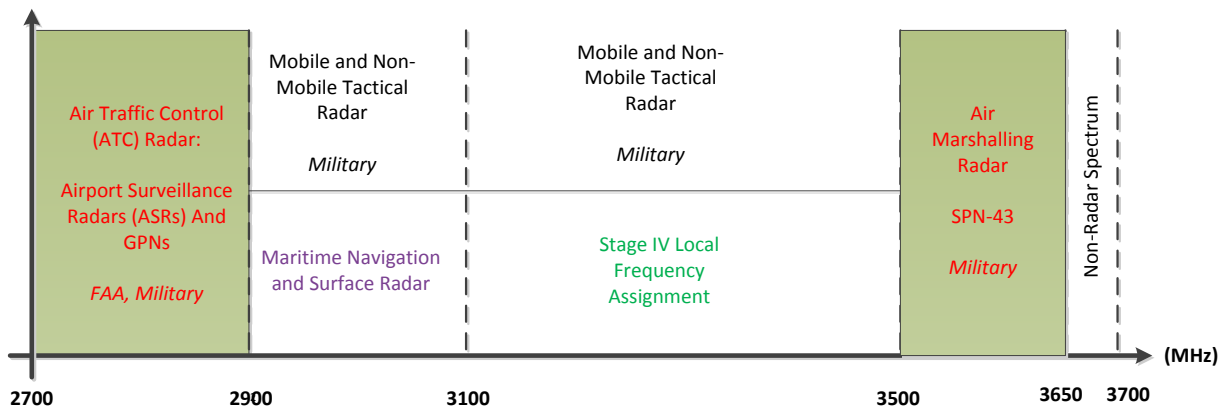 Air Traffic Control
(ATC) Radar:
Airport Surveillance
Radars (ASRs) And
GPNs
FAA, Military
Mobile and Non-
Mobile Tactical
Radar
Military
Maritime Navigation
and Surface Radar
Mobile and Non-
Mobile Tactical
Radar
Military
Stage IV Local
Frequency
Assignment
Air
Marshalling
Radar
SPN-43
Military
Non-Radar Spectrum
(MHz)
2700
2900
3100
3500
3650
3700